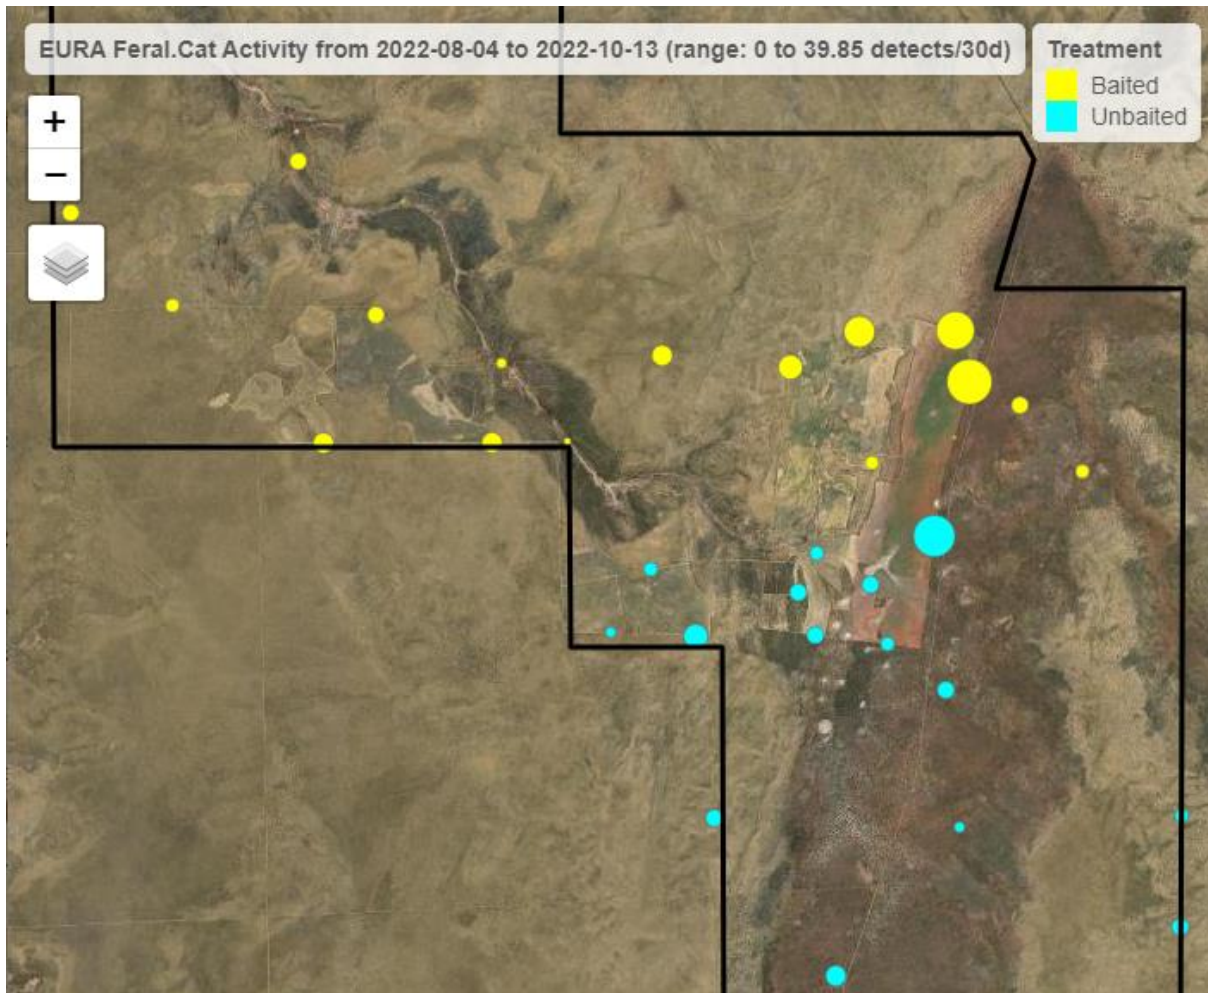 EURA Feral.Cat Activity from 2022-08-04 to 2022-10-13 (range: 0 to 39.85 detects/30d)
Treatment
Baited
Unbaited
+
−